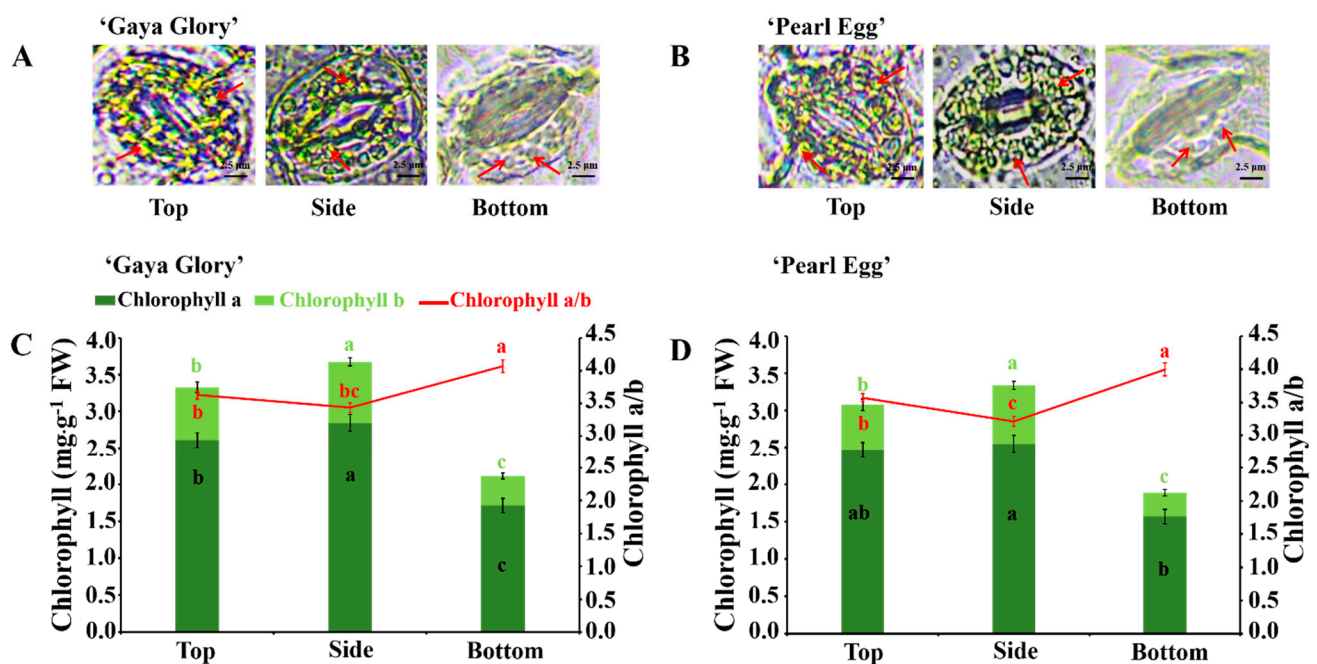 ‘Gaya Glory’
‘Pearl Egg’
A
B
2.5 µm
2.5 µm
2.5 µm
2.5 µm
2.5 µm
2.5 µm
Top
Side
Bottom
Top
Side
Bottom
‘Gaya Glory’
‘Pearl Egg’
Chlorophyll a
Chlorophyll b
Chlorophyll a/b
C
Chlorophyll (mg·g⁻¹ FW)
4.0
3.5
3.0
2.5
2.0
1.5
1.0
0.5
0.0
b
a
a
b
bc
c
b
a
c
4.5
4.0
3.5
3.0
2.5
2.0
1.5
1.0
0.5
0.0
Chlorophyll a/b
Top
Side
Bottom
D
Chlorophyll (mg·g⁻¹ FW)
4.0
3.5
3.0
2.5
2.0
1.5
1.0
0.5
0.0
b
a
a
b
c
c
ab
a
b
4.5
4.0
3.5
3.0
2.5
2.0
1.5
1.0
0.5
0.0
Chlorophyll a/b
Top
Side
Bottom